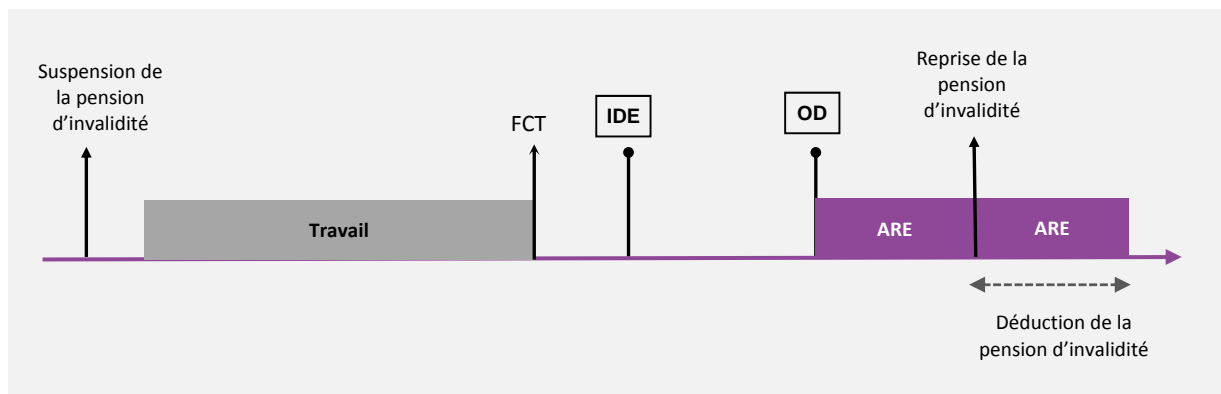 Suspension de
la pension
d’invalidité
FCT
IDE
OD
Reprise de la
pension
d’invalidité
Travail
ARE
ARE
Déduction de la
pension d’invalidité